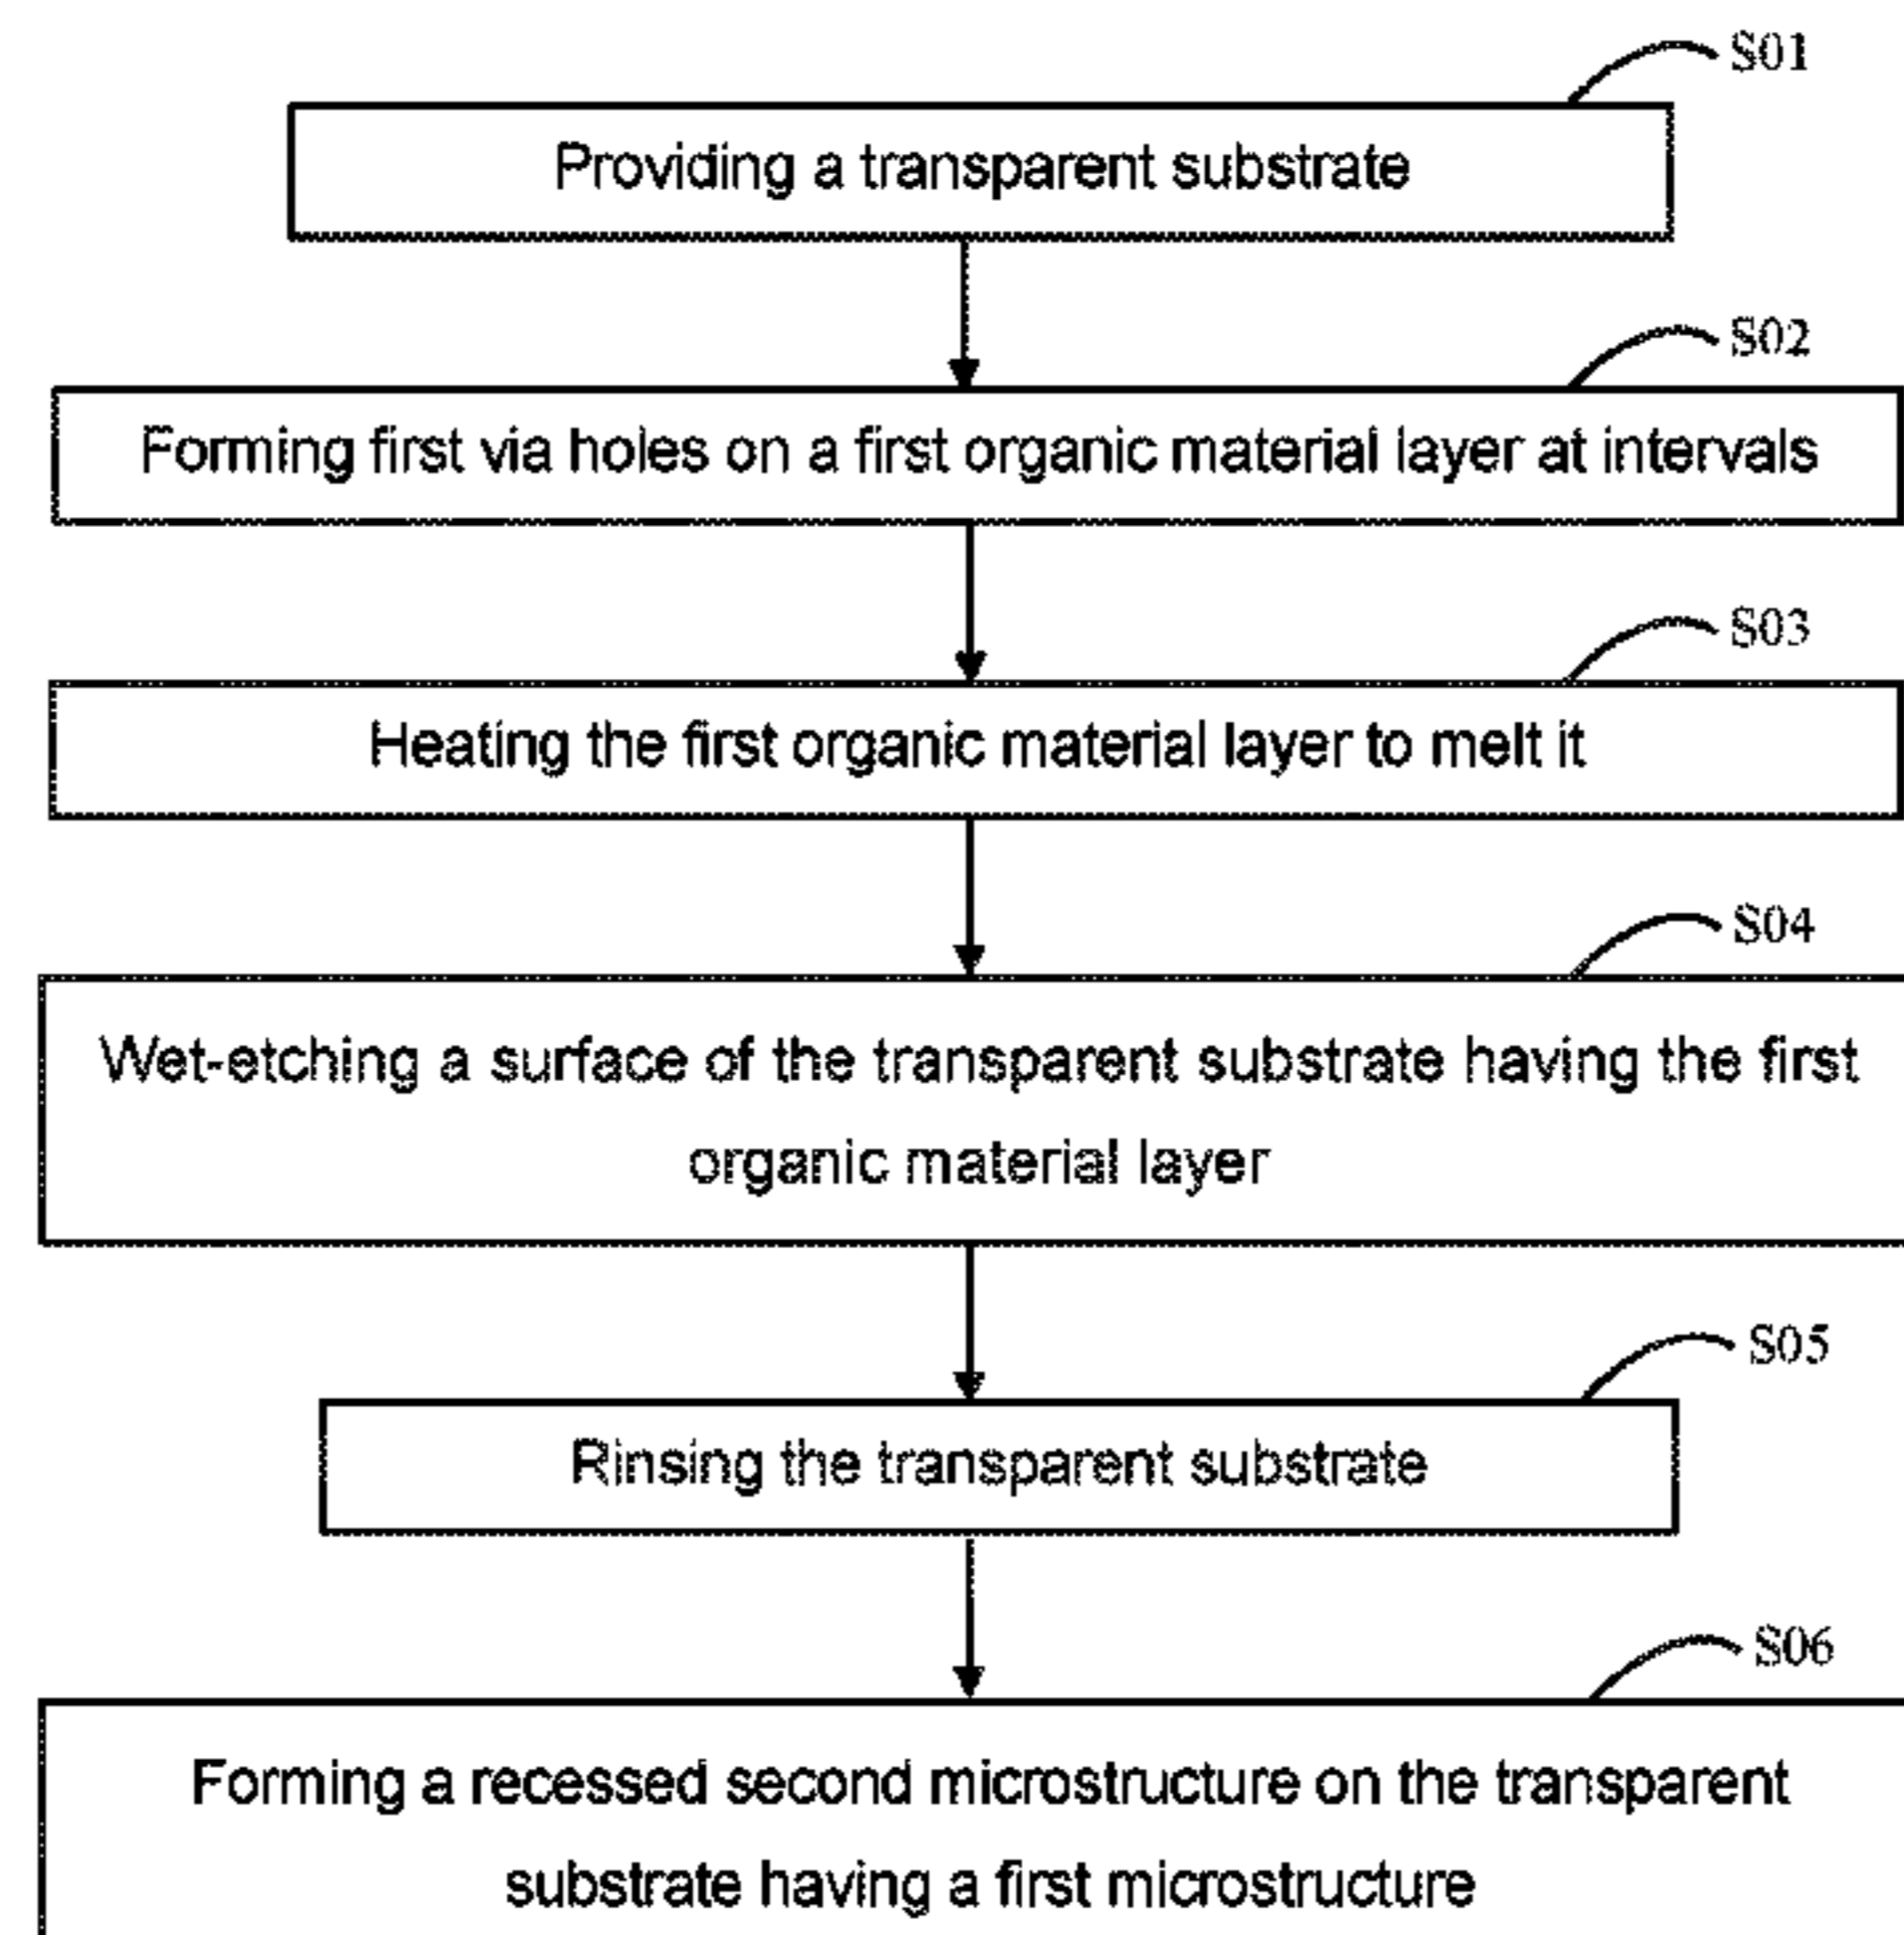 S01
Providing a transparent substrate
S02
Forming first via holes on a first organic material layer at intervals
S03
Heating the first organic material layer to melt it
S04
Wet-etching a surface of the transparent substrate having the first
organic material layer
S05
Rinsing the transparent substrate
S06
Forming a recessed second microstructure on the transparent
substrate having a first microstructure